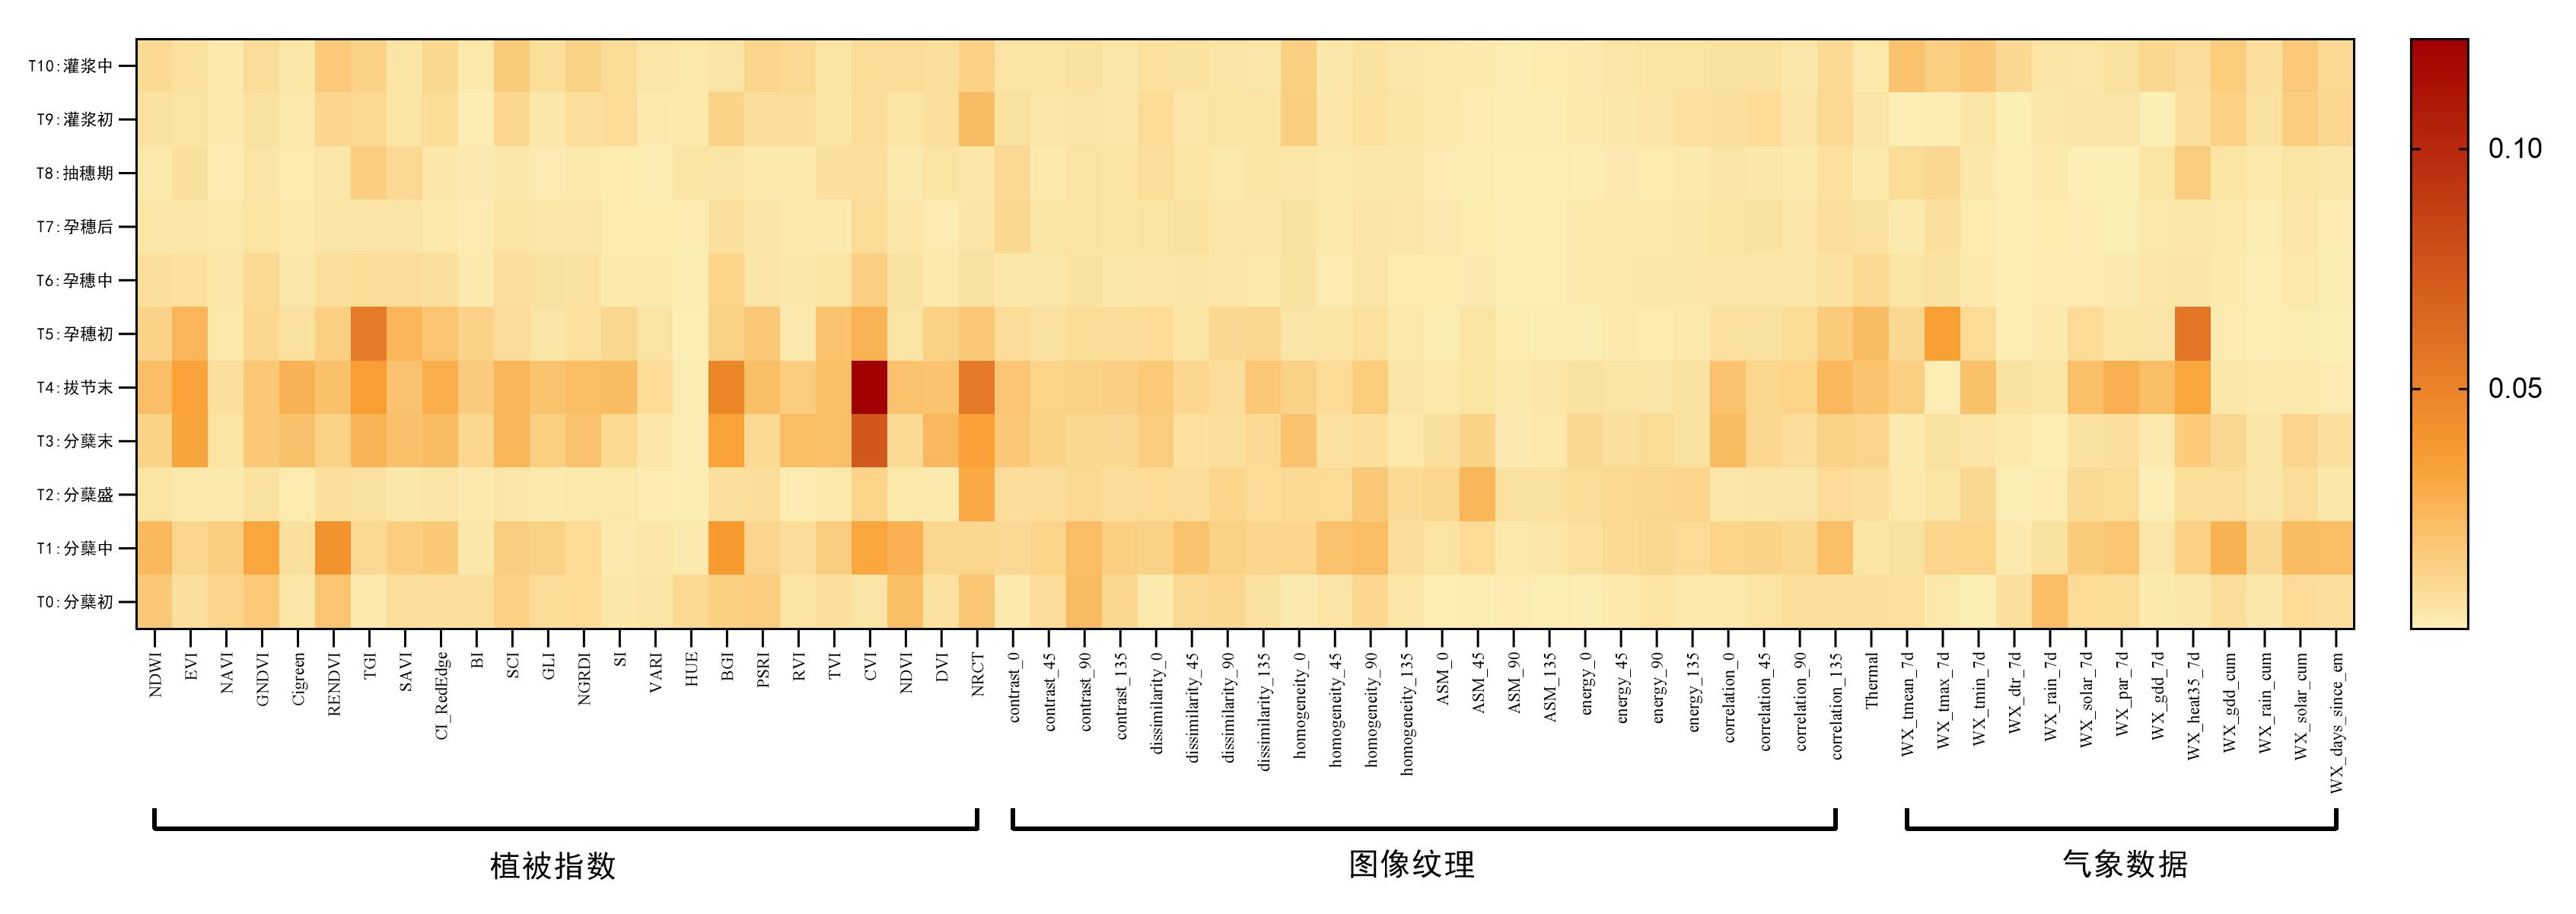 T10:灌浆中
T9:灌浆初
T8:抽穗期
T7:孕穗后
T6:孕穗中
T5:孕穗初
T4:拔节末
T3:分蘖末
T2:分蘖盛
T1:分蘖中
T0:分蘖初
0.10
0.05
NDWI
EVI
NAVI
GNDVI
Cigreen
RENDVI
TGI
SAVI
CI_RedEdge
BI
SCI
GLI
NGRDI
SI
VARI
HUE
BGI
PSRI
RVI
TVI
CVI
NDVI
DVI
NRCT
contrast_0
contrast_45
contrast_90
contrast_135
dissimilarity_0
dissimilarity_45
dissimilarity_90
dissimilarity_135
homogeneity_0
homogeneity_45
homogeneity_90
homogeneity_135
ASM_0
ASM_45
ASM_90
ASM_135
energy_0
energy_45
energy_90
energy_135
correlation_0
correlation_45
correlation_90
correlation_135
Thermal
WX_tmean_7d
WX_tmax_7d
WX_tmin_7d
WX_dtr_7d
WX_rain_7d
WX_solar_7d
WX_par_7d
WX_gdd_7d
WX_heat35_7d
WX_gdd_cum
WX_rain_cum
WX_solar_cum
WX_days_since_em
植被指数
图像纹理
气象数据